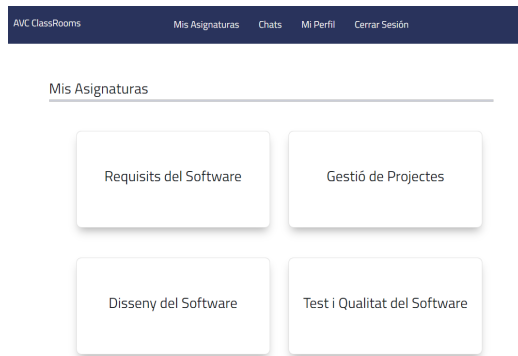 AVC ClassRooms Mis Asignaturas Chats Mi Perfil Cerrar Sesión
Mis Asignaturas
Requisits del Software Gestió de Projectes
Disseny del Software Test i Qualitat del Software